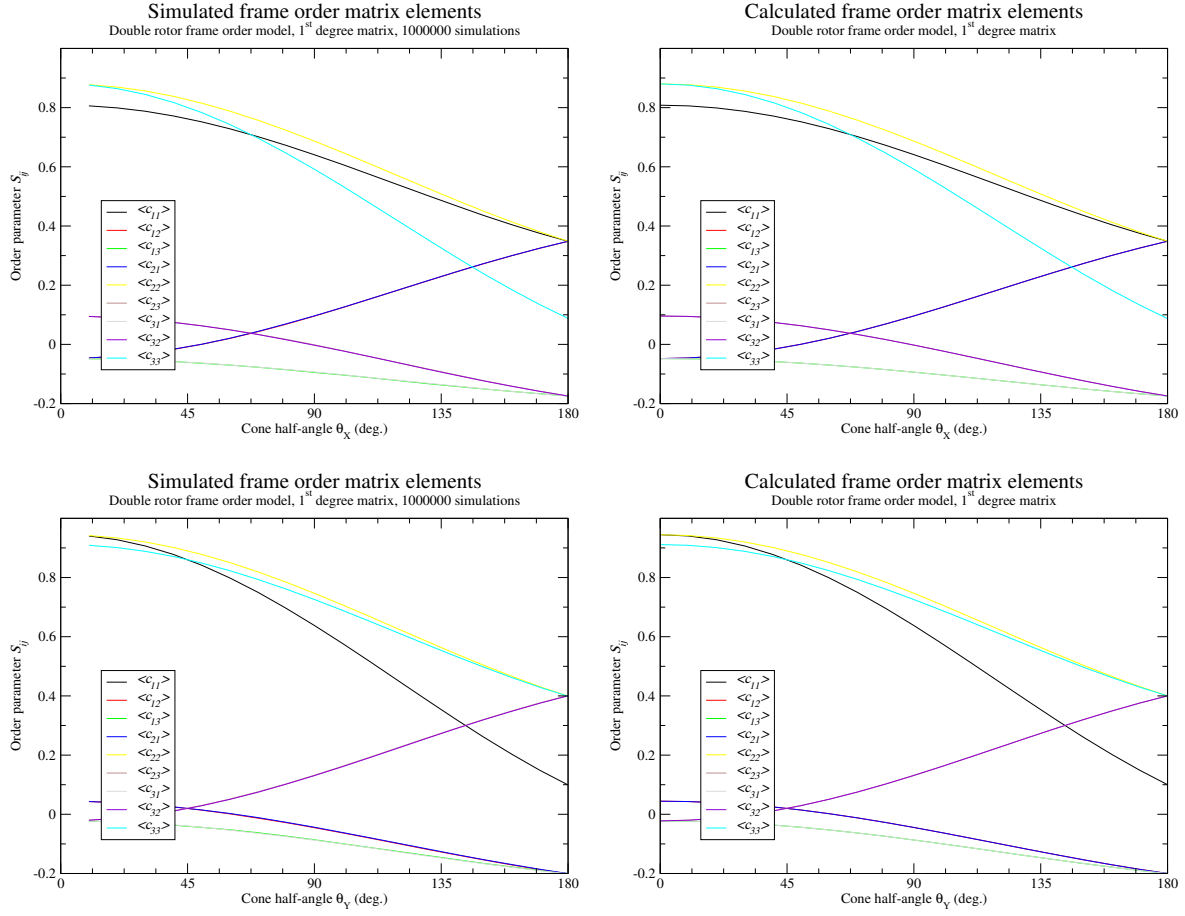 Simulated frame order matrix elements
Double rotor frame order model, 1st degree matrix, 1000000 simulations
Order parameter Sij
0.8
0.6
0.4
0.2
0
-0.2
<c11>
<c12>
<c13>
<c21>
<c22>
<c23>
<c31>
<c32>
<c33>
0 45 90 135 180
Cone half-angle θX (deg.)
Calculated frame order matrix elements
Double rotor frame order model, 1st degree matrix
Order parameter Sij
0.8
0.6
0.4
0.2
0
-0.2
<c11>
<c12>
<c13>
<c21>
<c22>
<c23>
<c31>
<c32>
<c33>
0 45 90 135 180
Cone half-angle θX (deg.)
Simulated frame order matrix elements
Double rotor frame order model, 1st degree matrix, 1000000 simulations
Order parameter Sij
0.8
0.6
0.4
0.2
0
-0.2
<c11>
<c12>
<c13>
<c21>
<c22>
<c23>
<c31>
<c32>
<c33>
0 45 90 135 180
Cone half-angle θY (deg.)
Calculated frame order matrix elements
Double rotor frame order model, 1st degree matrix
Order parameter Sij
0.8
0.6
0.4
0.2
0
-0.2
<c11>
<c12>
<c13>
<c21>
<c22>
<c23>
<c31>
<c32>
<c33>
0 45 90 135 180
Cone half-angle θY (deg.)